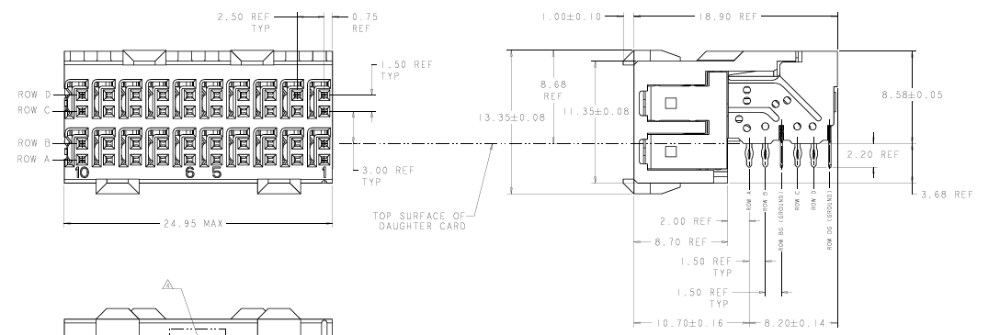 2.50 REF
TYP
0.75
REF
1.50 REF
TYP
ROW D
ROW C
ROW B
ROW A
10
6
5
1
3.00 REF
TYP
24.95 MAX
TOP SURFACE OF
DAUGHTER CARD
1.00±0.10
18.90 REF
8.68
REF
13.35±0.08
11.35±0.08
8.58±0.05
2.20 REF
3.68 REF
ROW A
ROW B
ROW BG (GROUND)
ROW C
ROW D
ROW DG (GROUND)
2.00 REF
8.70 REF
1.50 REF
TYP
1.50 REF
TYP
10.70±0.16
8.20±0.14